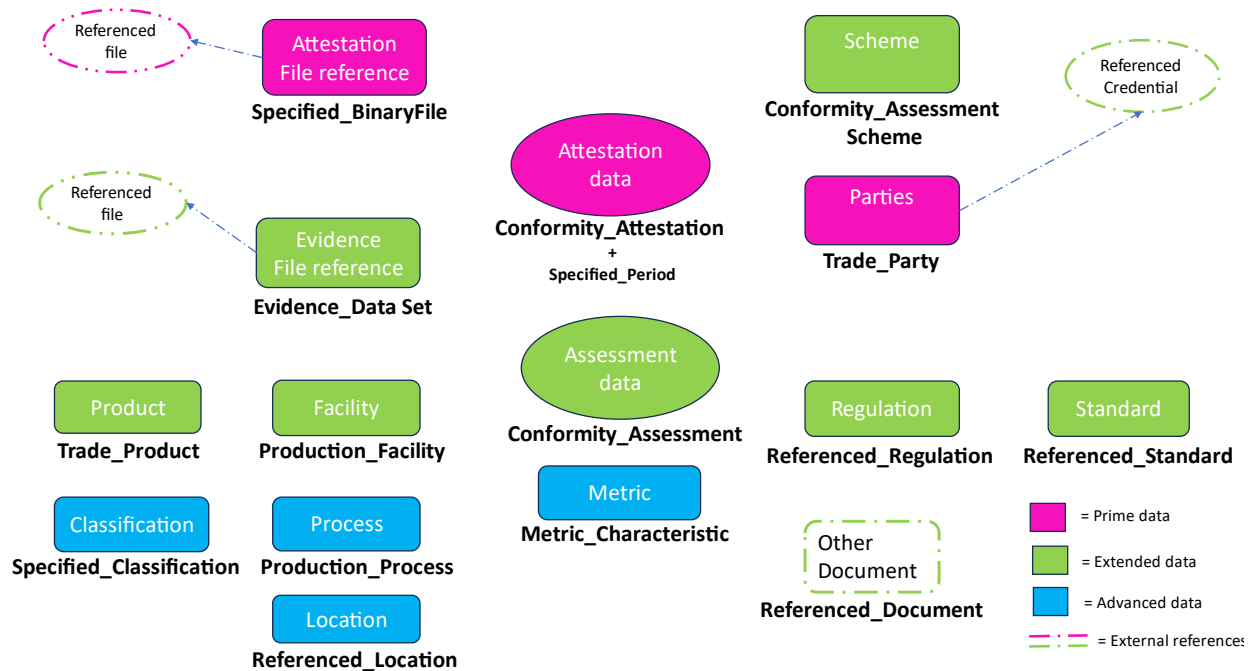 Referenced
file
Attestation
File reference
Specified_BinaryFile
Scheme
Conformity_Assessment
Scheme
Referenced
Credential
Attestation
data
Conformity_Attestation
+
Specified_Period
Parties
Trade_Party
Referenced
file
Evidence
File reference
Evidence_Data Set
Assessment
data
Conformity_Assessment
Product
Trade_Product
Facility
Production_Facility
Regulation
Referenced_Regulation
Standard
Referenced_Standard
Classification
Specified_Classification
Process
Production_Process
Metric
Metric_Characteristic
Other
Document
Referenced_Document
Location
Referenced_Location
= Prime data
= Extended data
= Advanced data
= External references